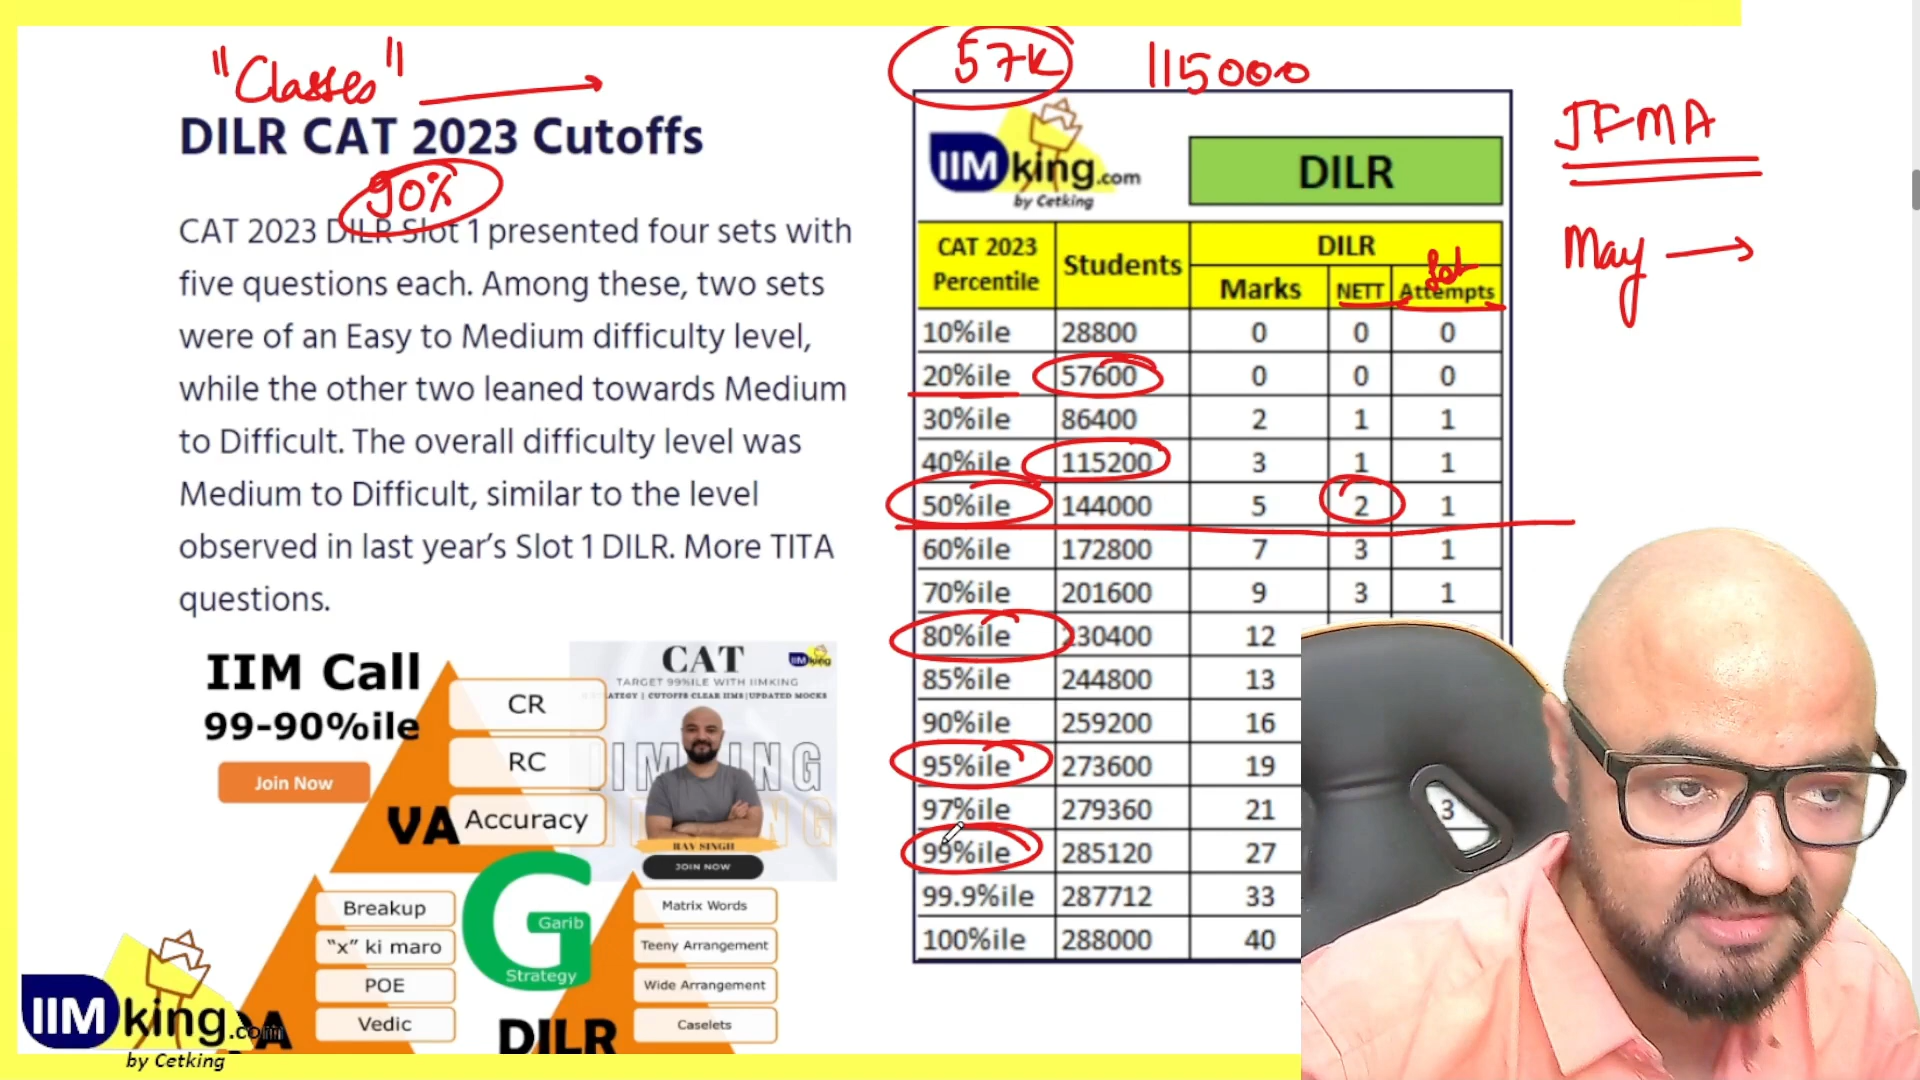 "Classes"
57K 115000
DILR CAT 2023 Cutoffs
90%
CAT 2023 DILR Slot 1 presented four sets with
five questions each. Among these, two sets
were of an Easy to Medium difficulty level,
while the other two leaned towards Medium
to Difficult. The overall difficulty level was
Medium to Difficult, similar to the level
observed in last year's Slot 1 DILR. More TITA
questions.
IIM Call
99-90%ile
Join Now
CR
RC
Accuracy
VA
CAT
IIMking
TARGET 99%ILE WITH IIMKING
STRATEGY | CUTOFFS CLEAR IIMS|UPDATED MOCKS
IIMKING
RAV SINGH
JOIN NOW
Breakup
"x" ki maro
POE
Vedic
G
Garib
Strategy
Matrix Words
Teeny Arrangement
Wide Arrangement
Caselets
DILR
IIMking.com
by Cetking
IIMking.com
by Cetking
DILR
CAT 2023 Percentile Students DILR
Marks NETT Attempts
10%ile 28800 0 0 0
20%ile 57600 0 0 0
30%ile 86400 2 1 1
40%ile 115200 3 1 1
50%ile 144000 5 2 1
60%ile 172800 7 3 1
70%ile 201600 9 3 1
80%ile 230400 12
85%ile 244800 13
90%ile 259200 16
95%ile 273600 19
97%ile 279360 21 3
99%ile 285120 27
99.9%ile 287712 33
100%ile 288000 40
JFMA
May